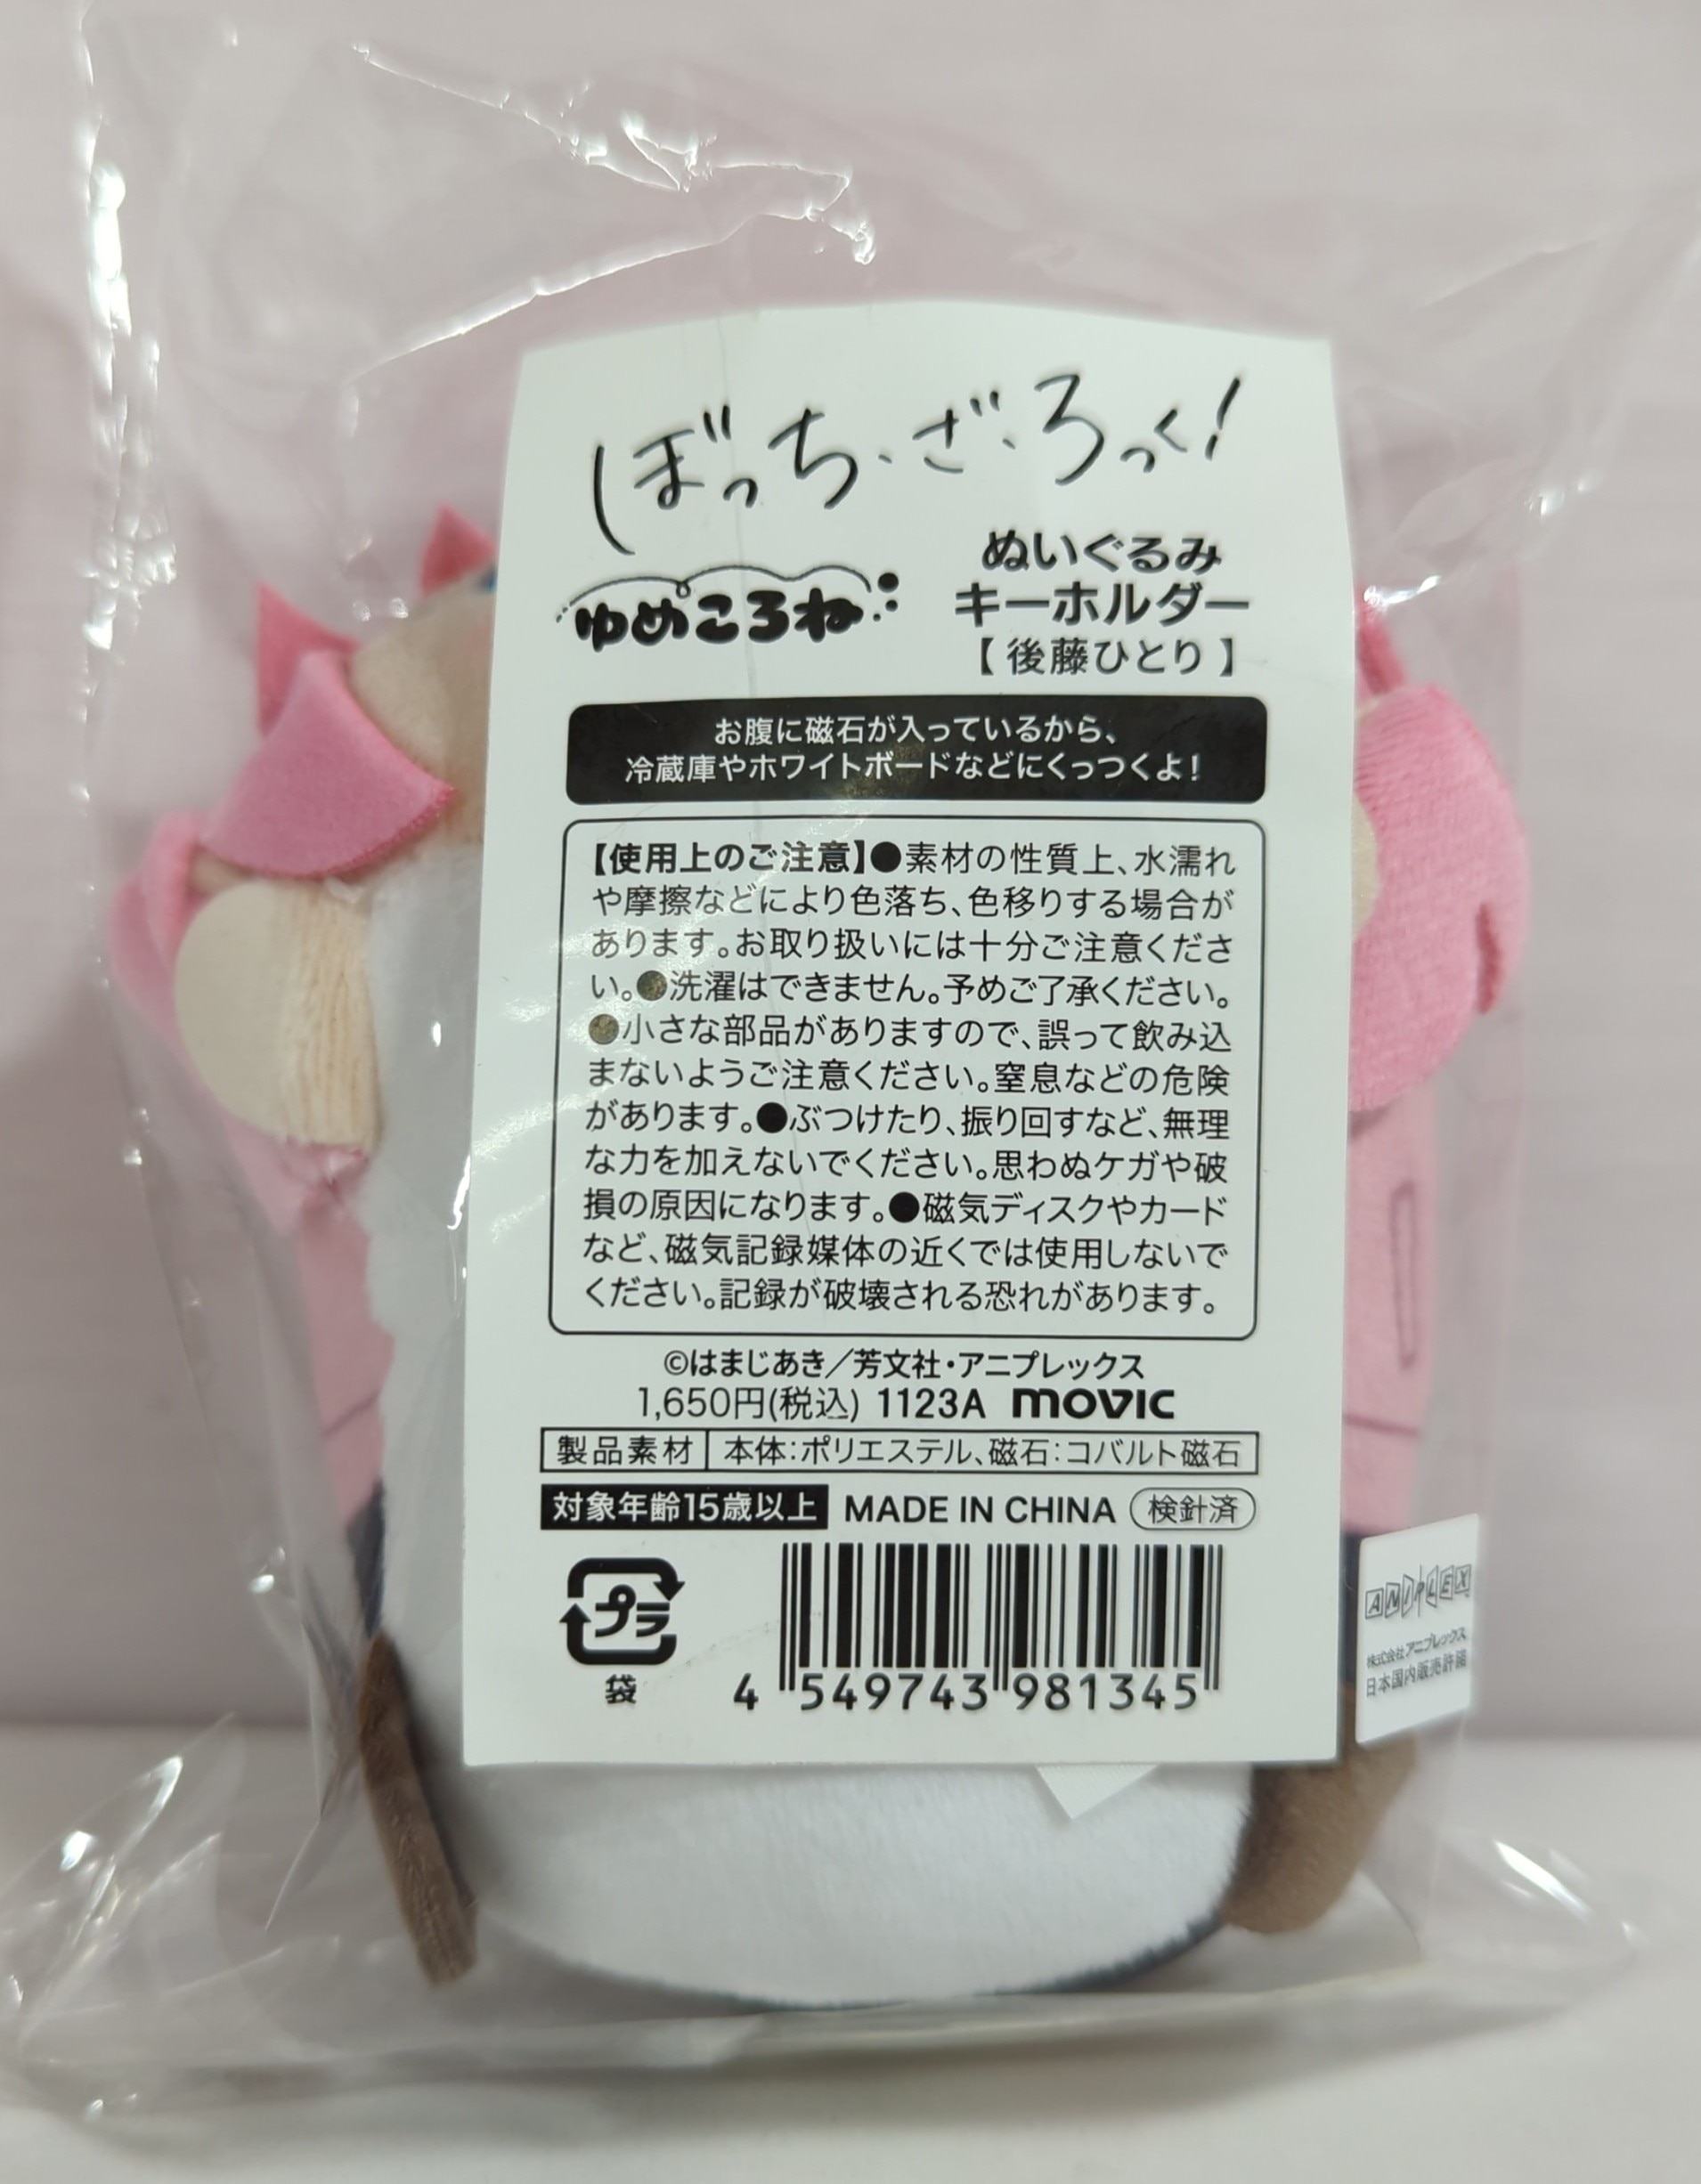 ぼっち・ざ・ろっく!
ゆめころね
ぬいぐるみ
キーホルダー
【後藤ひとり】
お腹に磁石が入っているから、
冷蔵庫やホワイトボードなどにくっつくよ!
【使用上のご注意】●素材の性質上、水濡れ
や摩擦などにより色落ち、色移りする場合が
あります。お取り扱いには十分ご注意くださ
い。●洗濯はできません。予めご了承ください。
●小さな部品がありますので、誤って飲み込
まないようご注意ください。窒息などの危険
があります。●ぶつけたり、振り回すなど、無理
な力を加えないでください。思わぬケガや破
損の原因になります。●磁気ディスクやカード
など、磁気記録媒体の近くでは使用しないで
ください。記録が破壊される恐れがあります。
©はまじあき/芳文社・アニプレックス
1,650円(税込) 1123A movic
製品素材 本体:ポリエステル、磁石:コバルト磁石
対象年齢15歳以上 MADE IN CHINA 検針済
プラ
袋
4 549743 981345
ANIPLEX
株式会社アニプレックス
日本国内販売許諾